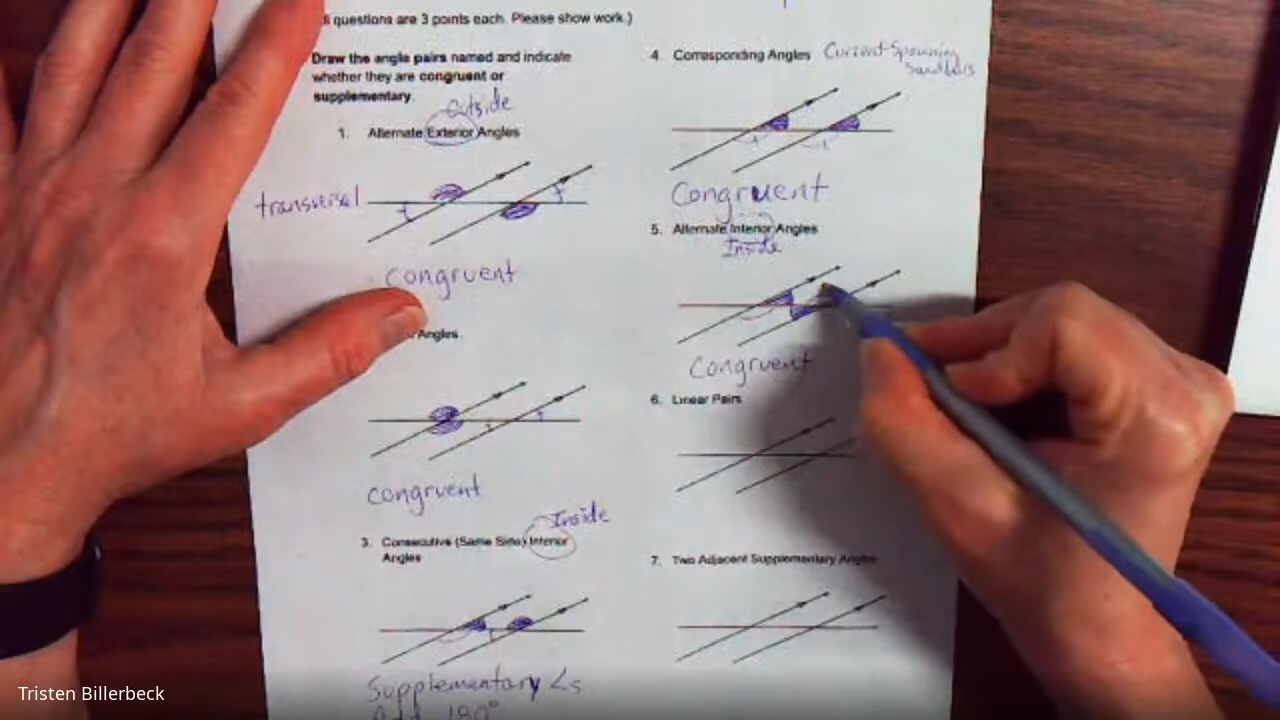 questions are 3 points each. Please show work.)
Draw the angle pairs named and indicate
whether they are congruent or
supplementary.
outside
1. Alternate Exterior Angles
transversal
congruent
Angles.
congruent
Inside
3. Consecutive (Same Side) Interior
Angles
Supplementary ∠s
180°
4. Corresponding Angles
Congruent
5. Alternate Interior Angles
Inside
Congruent
6. Linear Pairs
7. Two Adjacent Supplementary Angles
Tristen Billerbeck